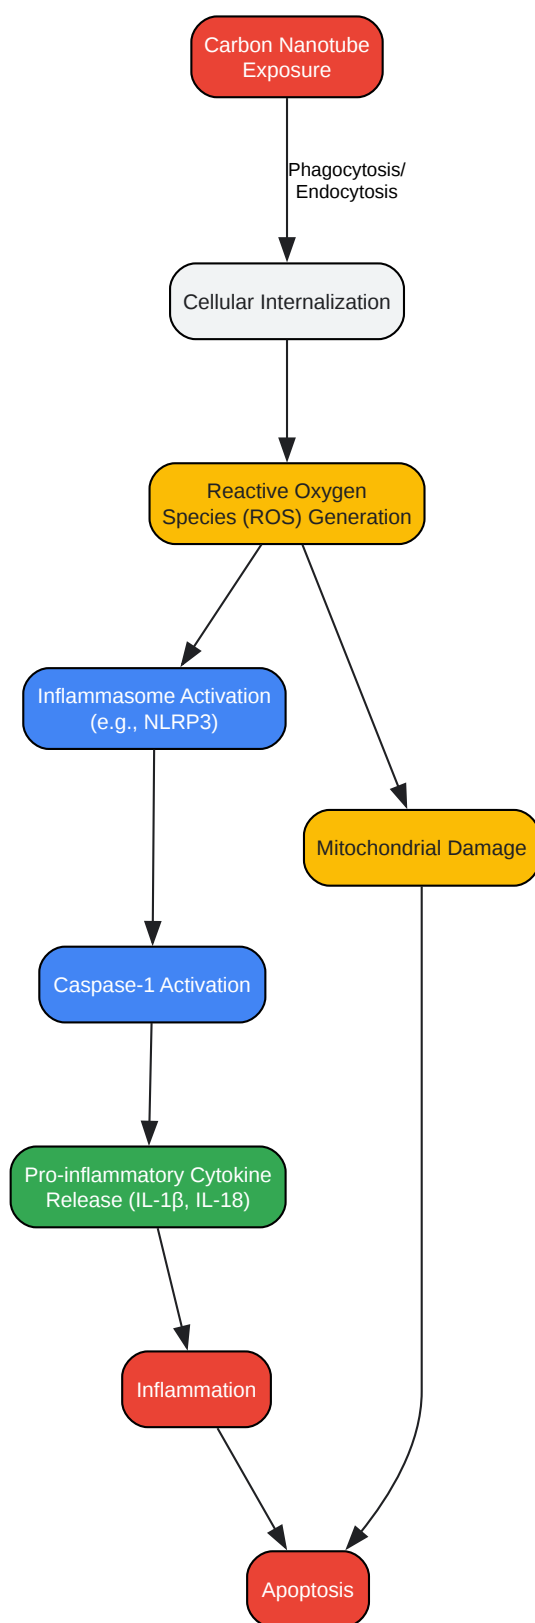 Carbon Nanotube
Exposure
Phagocytosis/
Endocytosis
Cellular Internalization
Reactive Oxygen
Species (ROS) Generation
Inflammasome Activation
(e.g., NLRP3)
Mitochondrial Damage
Caspase-1 Activation
Pro-inflammatory Cytokine
Release (IL-1β, IL-18)
Inflammation
Apoptosis